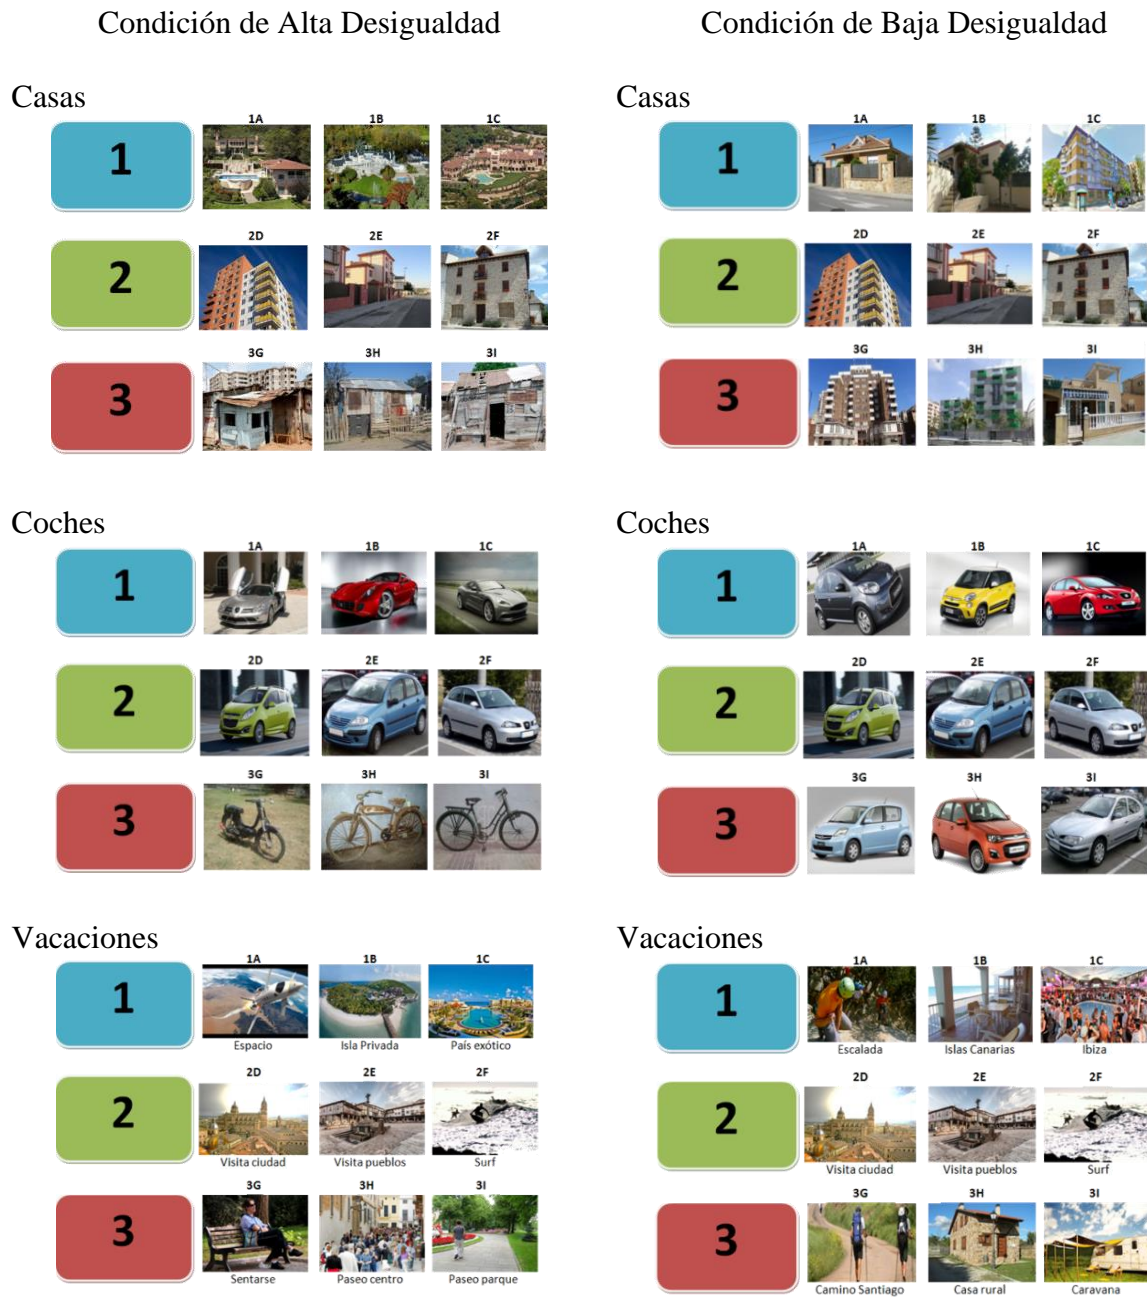 Condición de Alta Desigualdad
Casas
1A 1B 1C
1
2D 2E 2F
2
3G 3H 3I
3
Coches
1A 1B 1C
1
2D 2E 2F
2
3G 3H 3I
3
Vacaciones
1A 1B 1C
1
Espacio Isla Privada País exótico
2D 2E 2F
2
Visita ciudad Visita pueblos Surf
3G 3H 3I
3
Sentarse Paseo centro Paseo parque
Condición de Baja Desigualdad
Casas
1A 1B 1C
1
2D 2E 2F
2
3G 3H 3I
3
Coches
1A 1B 1C
1
2D 2E 2F
2
3G 3H 3I
3
Vacaciones
1A 1B 1C
1
Escalada Islas Canarias Ibiza
2D 2E 2F
2
Visita ciudad Visita pueblos Surf
3G 3H 3I
3
Camino Santiago Casa rural Caravana